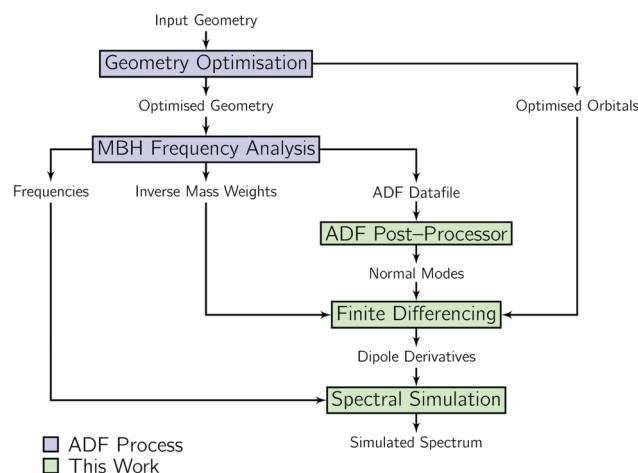 Input Geometry
Geometry Optimisation
Optimised Geometry
Optimised Orbitals
MBH Frequency Analysis
Frequencies
Inverse Mass Weights
ADF Datafile
ADF Post–Processor
Normal Modes
Finite Differencing
Dipole Derivatives
Spectral Simulation
Simulated Spectrum
ADF Process
This Work